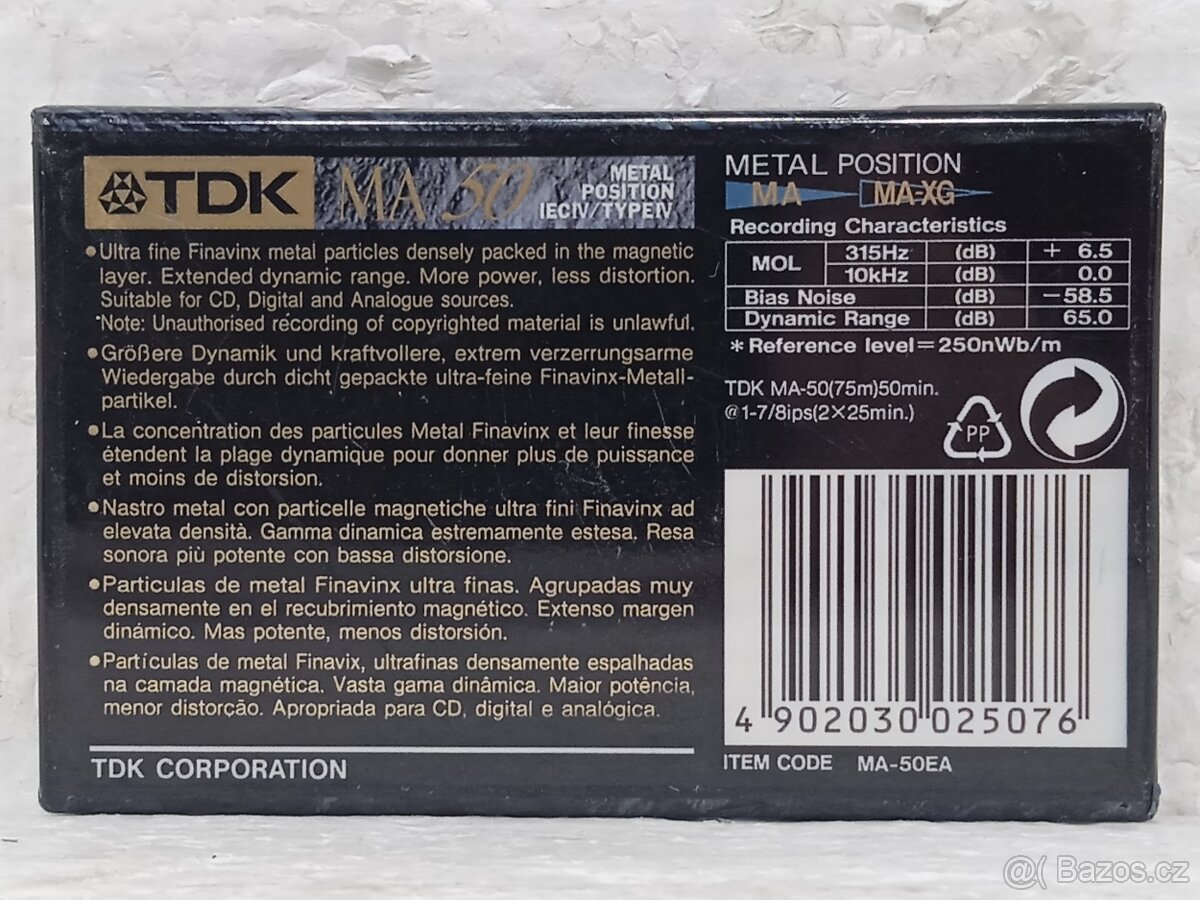 TDK MA 50 METAL
POSITION
IECIV/TYPEIV
•Ultra fine Finavinx metal particles densely packed in the magnetic
layer. Extended dynamic range. More power, less distortion.
Suitable for CD, Digital and Analogue sources.
*Note: Unauthorised recording of copyrighted material is unlawful.
•Größere Dynamik und kraftvollere, extrem verzerrungsarme
Wiedergabe durch dicht gepackte ultra-feine Finavinx-Metall-
partikel.
•La concentration des particules Metal Finavinx et leur finesse
étendent la plage dynamique pour donner plus de puissance
et moins de distorsion.
•Nastro metal con particelle magnetiche ultra fini Finavinx ad
elevata densità. Gamma dinamica estremamente estesa. Resa
sonora più potente con bassa distorsione.
•Particulas de metal Finavinx ultra finas. Agrupadas muy
densamente en el recubrimiento magnético. Extenso margen
dinámico. Mas potente, menos distorsión.
•Partículas de metal Finavix, ultrafinas densamente espalhadas
na camada magnética. Vasta gama dinâmica. Maior potência,
menor distorção. Apropriada para CD, digital e analógica.
TDK CORPORATION
METAL POSITION
MA MA-XG
Recording Characteristics
MOL 315Hz (dB) + 6.5
10kHz (dB) 0.0
Bias Noise (dB) −58.5
Dynamic Range (dB) 65.0
*Reference level=250nWb/m
TDK MA-50(75m)50min.
@1-7/8ips(2×25min.)
PP
4 902030 025076
ITEM CODE MA-50EA
@( Bazos.cz